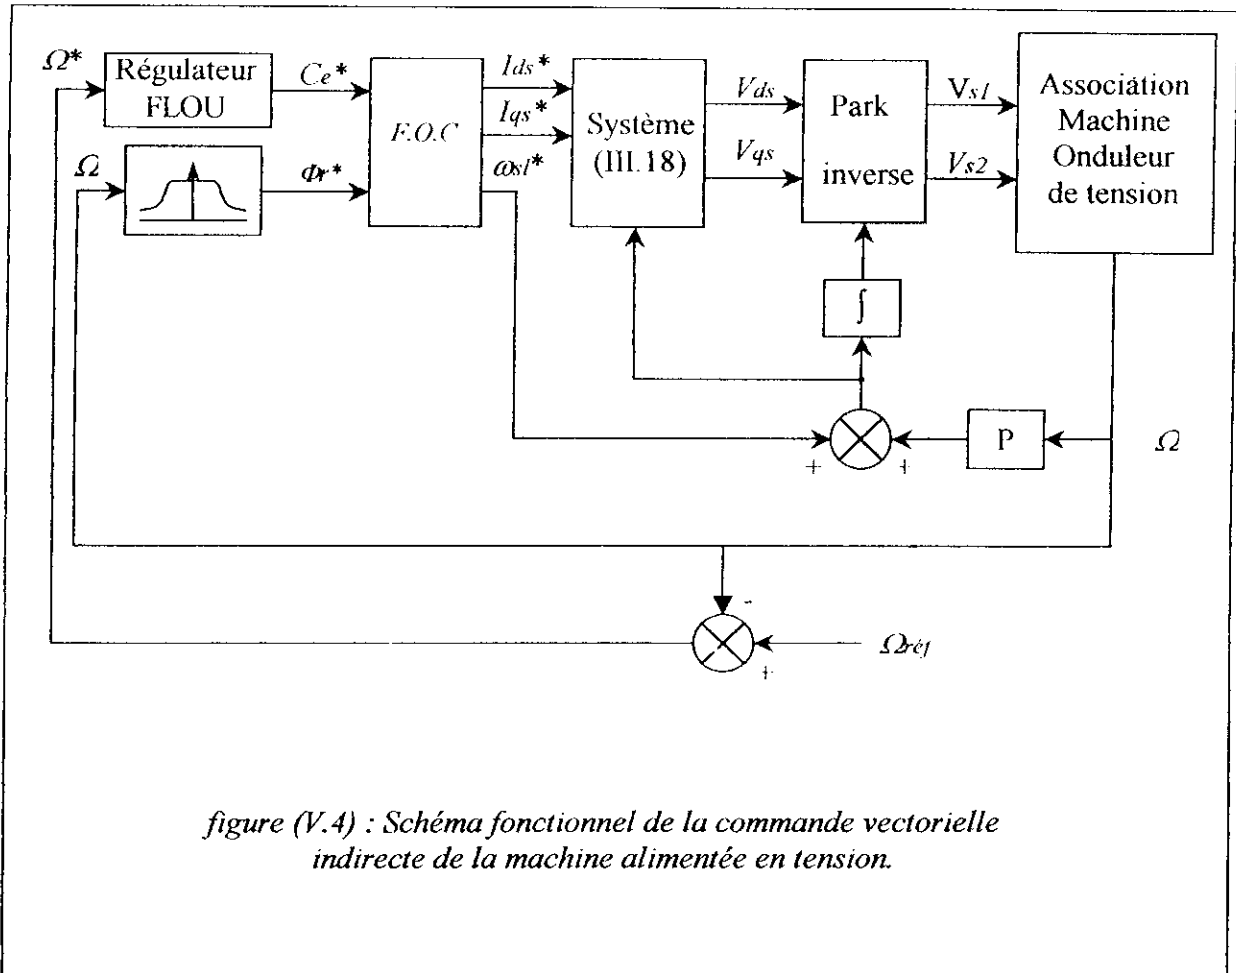 Ω*
Régulateur
FLOU
Ce*
F.O.C
Ids*
Iqs*
ωsl*
Système
(III.18)
Vds
Vqs
Park
inverse
Vs1
Vs2
Association
Machine
Onduleur
de tension
Ω
Φr*
∫
+
+
P
Ω
-
+
Ωréf
figure (V.4) : Schéma fonctionnel de la commande vectorielle
indirecte de la machine alimentée en tension.